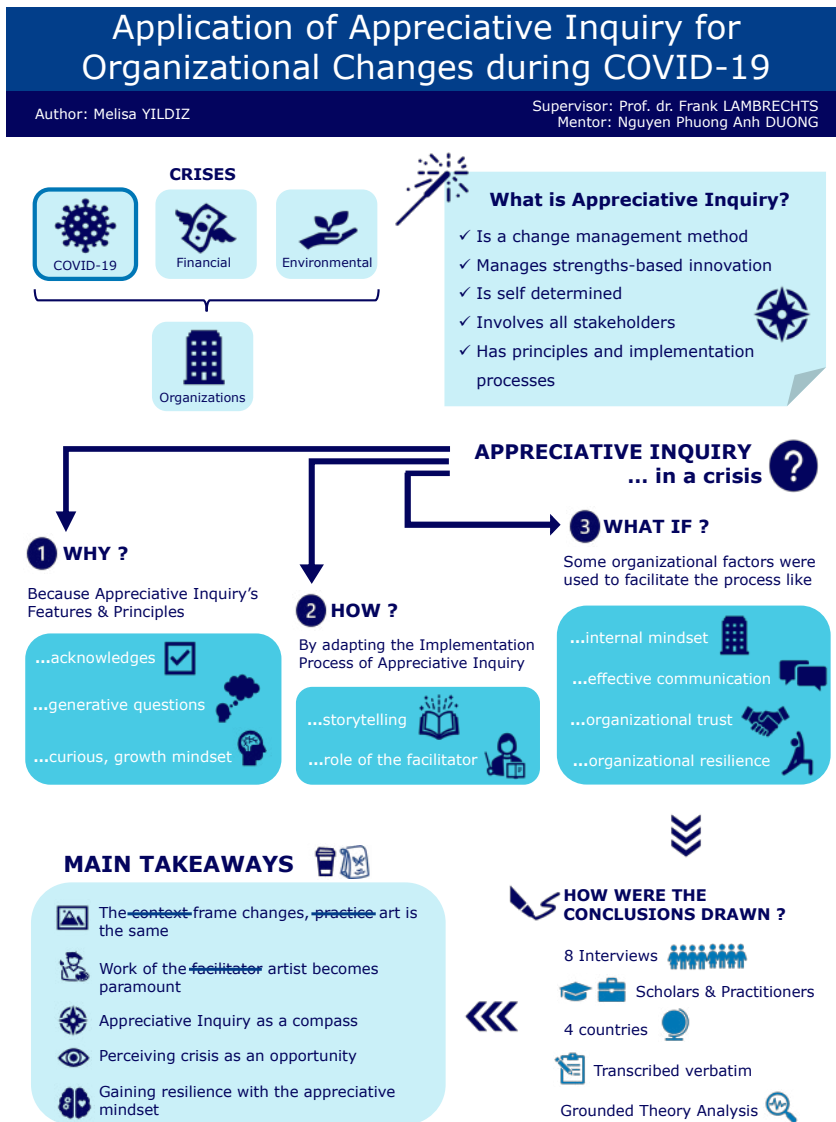 Application of Appreciative Inquiry for
Organizational Changes during COVID-19
Author: Melisa YILDIZ
Supervisor: Prof. dr. Frank LAMBRECHTS
Mentor: Nguyen Phuong Anh DUONG
CRISES
COVID-19
Financial
Environmental
Organizations
What is Appreciative Inquiry?
✓ Is a change management method
✓ Manages strengths-based innovation
✓ Is self determined
✓ Involves all stakeholders
✓ Has principles and implementation
processes
APPRECIATIVE INQUIRY
... in a crisis
?
1 WHY ?
Because Appreciative Inquiry's
Features & Principles
...acknowledges
...generative questions
...curious, growth mindset
2 HOW ?
By adapting the Implementation
Process of Appreciative Inquiry
...storytelling
...role of the facilitator
3 WHAT IF ?
Some organizational factors were
used to facilitate the process like
...internal mindset
...effective communication
...organizational trust
...organizational resilience
MAIN TAKEAWAYS
The context frame changes, practice art is
the same
Work of the facilitator artist becomes
paramount
Appreciative Inquiry as a compass
Perceiving crisis as an opportunity
Gaining resilience with the appreciative
mindset
HOW WERE THE
CONCLUSIONS DRAWN ?
8 Interviews
Scholars & Practitioners
4 countries
Transcribed verbatim
Grounded Theory Analysis